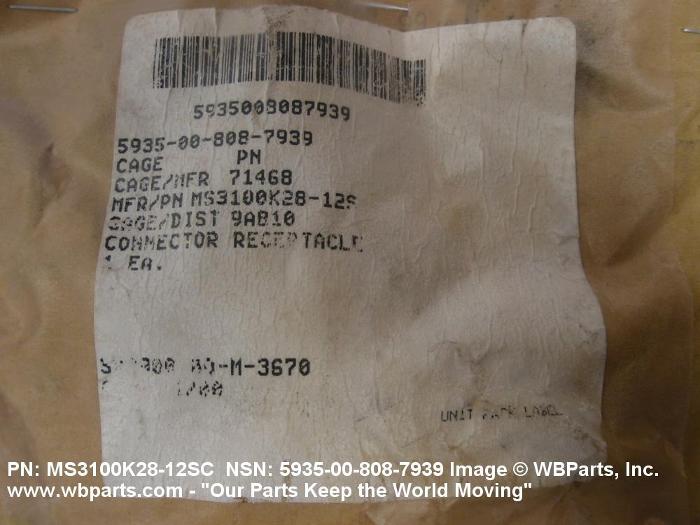 5935008087939
5935-00-808-7939
CAGE PN
CAGE/MFR 71468
MFR/PN MS3100K28-12S
CAGE/DIST 9AB10
CONNECTOR RECEPTACLE
1 EA.
-M-3670
/00
UNIT PACK LABEL
PN: MS3100K28-12SC NSN: 5935-00-808-7939 Image © WBParts, Inc.
www.wbparts.com - "Our Parts Keep the World Moving"